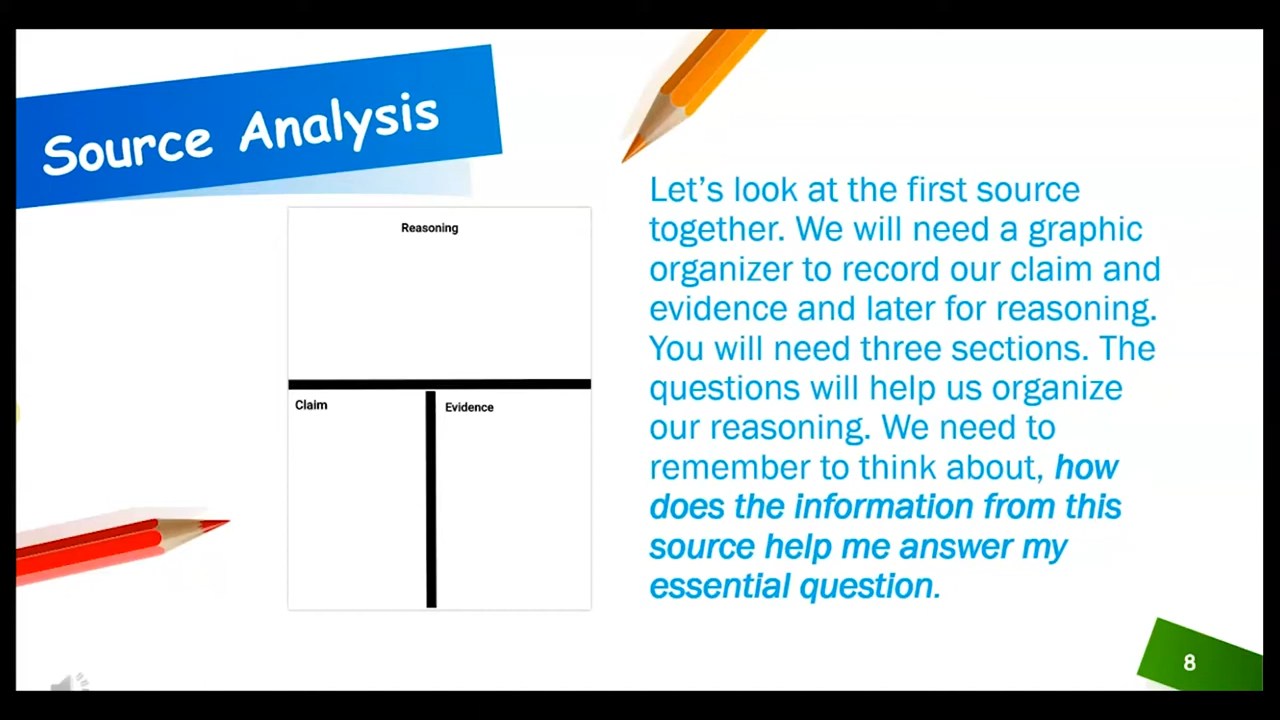 Source Analysis
Reasoning
Claim
Evidence
Let's look at the first source
together. We will need a graphic
organizer to record our claim and
evidence and later for reasoning.
You will need three sections. The
questions will help us organize
our reasoning. We need to
remember to think about, how
does the information from this
source help me answer my
essential question.
8